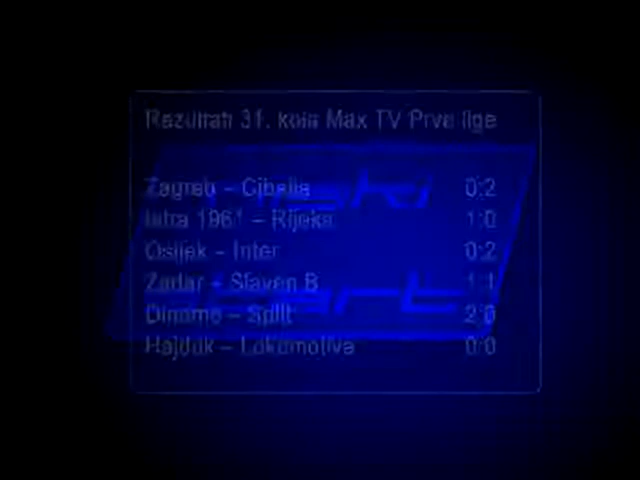 Rezultati 31. kola Max TV Prve lige
Zagreb – Cibalia 0:2
Istra 1961 – Rijeka 1:0
Osijek – Inter 0:2
Zadar – Slaven B 1:1
Dinamo – Split 2:0
Hajduk – Lokomotiva 0:0
start